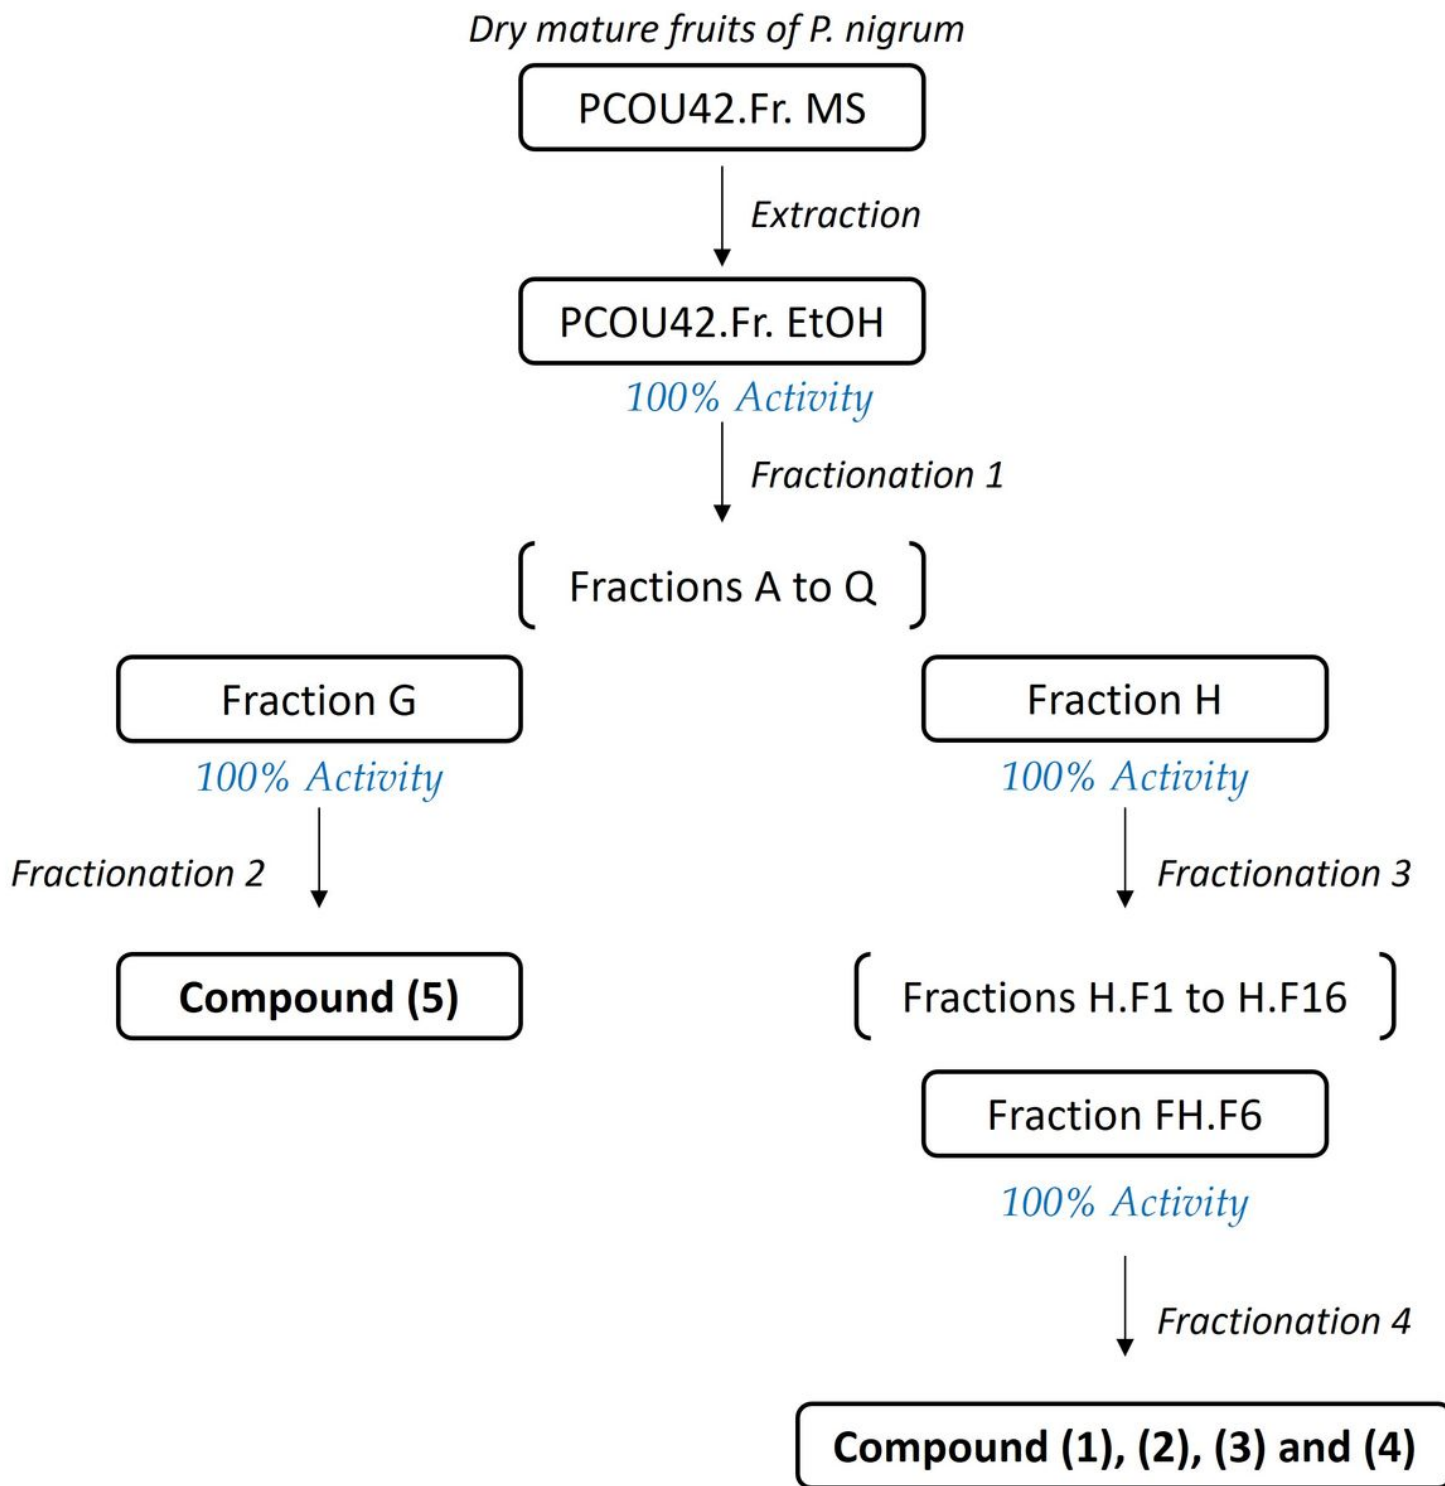 Dry mature fruits of P. nigrum
PCOU42.Fr. MS
Extraction
PCOU42.Fr. EtOH
100% Activity
Fractionation 1
Fractions A to Q
Fraction G
Fraction H
100% Activity
100% Activity
Fractionation 2
Fractionation 3
Compound (5)
Fractions H.F1 to H.F16
Fraction FH.F6
100% Activity
Fractionation 4
Compound (1), (2), (3) and (4)